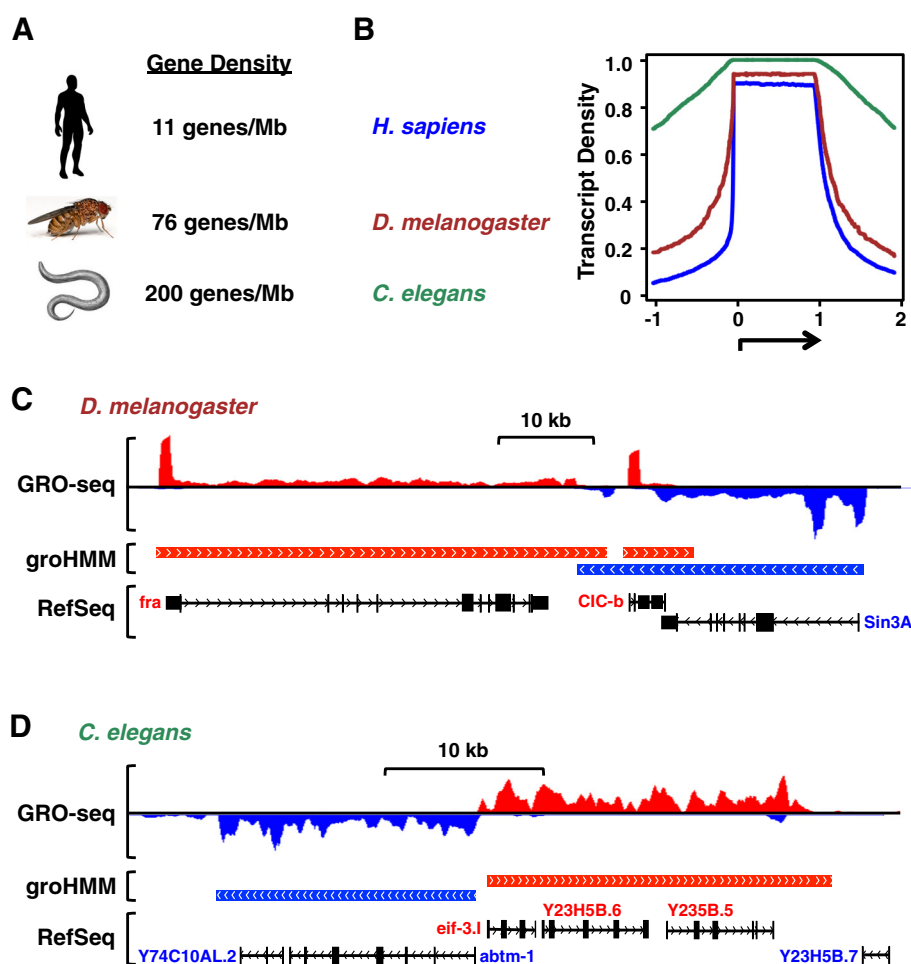 A
B
Gene Density
11 genes/Mb
H. sapiens
76 genes/Mb
D. melanogaster
200 genes/Mb
C. elegans
Transcript Density
1.0
0.8
0.6
0.4
0.2
0
-1
0
1
2
C
D. melanogaster
10 kb
GRO-seq
groHMM
RefSeq
fra
ClC-b
Sin3A
D
C. elegans
10 kb
GRO-seq
groHMM
RefSeq
eif-3.I
Y23H5B.6
Y235B.5
Y74C10AL.2
abtm-1
Y23H5B.7